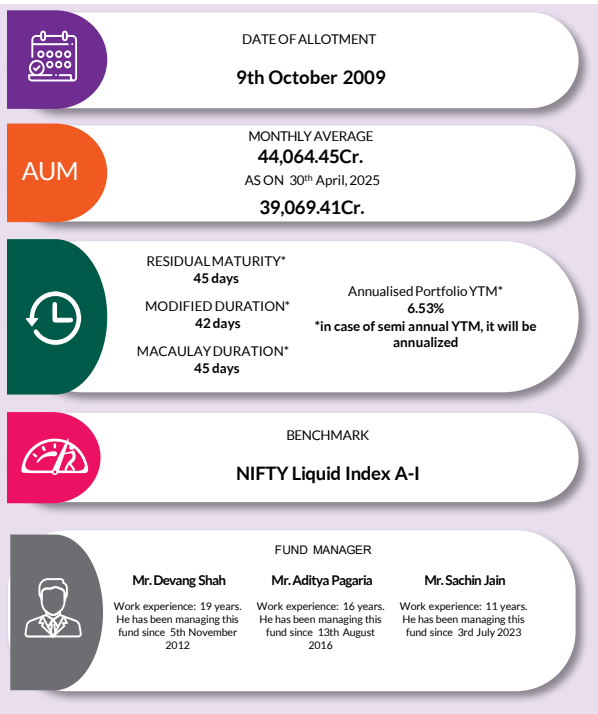 DATE OF ALLOTMENT
9th October 2009
AUM
MONTHLY AVERAGE
44,064.45Cr.
AS ON 30th April, 2025
39,069.41Cr.
RESIDUAL MATURITY*
45 days
MODIFIED DURATION*
42 days
MACAULAY DURATION*
45 days
Annualised Portfolio YTM*
6.53%
*in case of semi annual YTM, it will be
annualized
BENCHMARK
NIFTY Liquid Index A-I
FUND MANAGER
Mr. Devang Shah
Work experience: 19 years.
He has been managing this
fund since 5th November
2012
Mr. Aditya Pagaria
Work experience: 16 years.
He has been managing this
fund since 13th August
2016
Mr. Sachin Jain
Work experience: 11 years.
He has been managing this
fund since 3rd July 2023